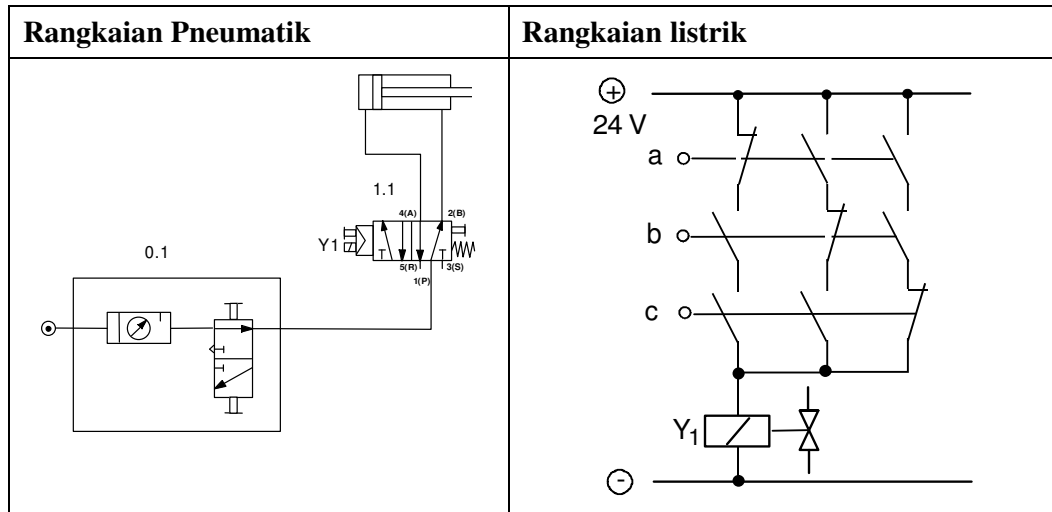 Rangkaian Pneumatik
Rangkaian listrik
1.1
4(A) 2(B)
Y1
5(R) 3(S)
1(P)
0.1
+
24 V
a
b
c
Y1
-